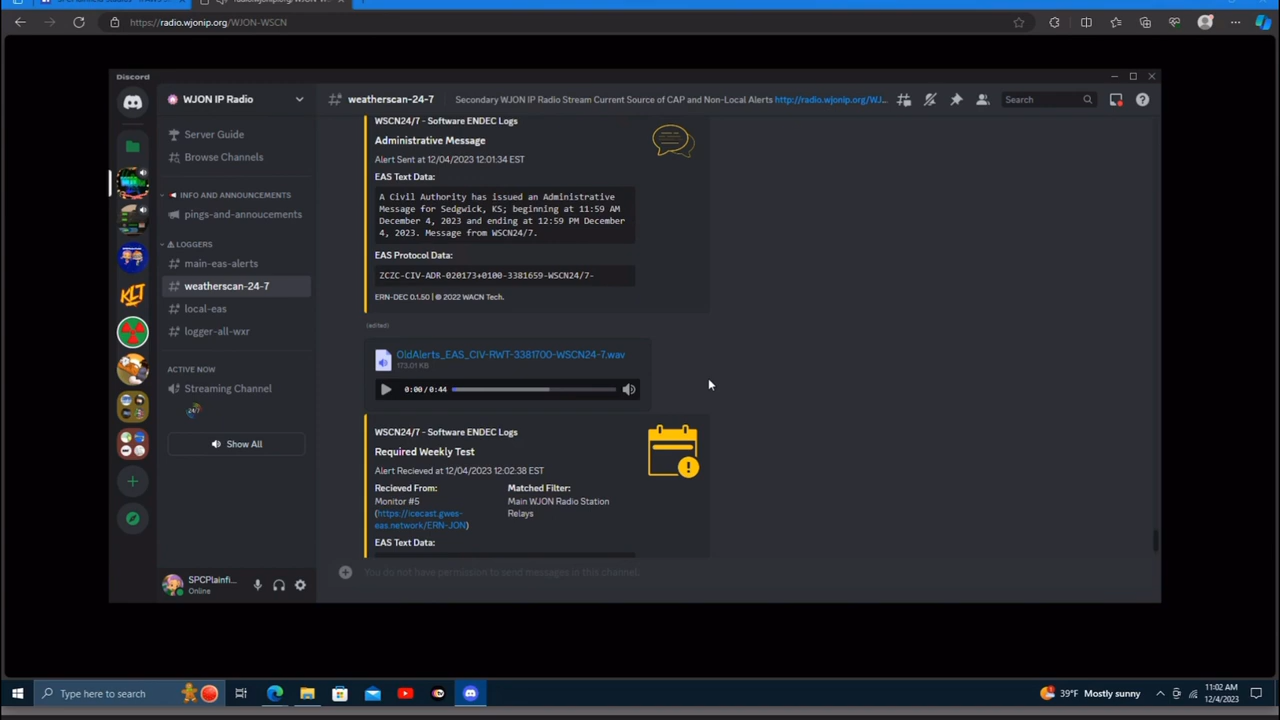 https://radio.wjonip.org/WJON-WSCN
Discord
WJON IP Radio
weatherscan-24-7
Secondary WJON IP Radio Stream Current Source of CAP and Non-Local Alerts http://radio.wjonip.org/WJ...
Search
Server Guide
Browse Channels
INFO AND ANNOUNCEMENTS
pings-and-annoucements
LOGGERS
main-eas-alerts
weatherscan-24-7
local-eas
logger-all-wxr
ACTIVE NOW
Streaming Channel
24/7
Show All
KLT
SPCPlainfi...
Online
WSCN24/7 - Software ENDEC Logs
Administrative Message
Alert Sent at 12/04/2023 12:01:34 EST
EAS Text Data:
A Civil Authority has issued an Administrative
Message for Sedgwick, KS; beginning at 11:59 AM
December 4, 2023 and ending at 12:59 PM December
4, 2023. Message from WSCN24/7.
EAS Protocol Data:
ZCZC-CIV-ADR-020173+0100-3381659-WSCN24/7-
ERN-DEC 0.1.50 | © 2022 WACN Tech.
(edited)
OldAlerts_EAS_CIV-RWT-3381700-WSCN24-7.wav
173.01 KB
0:00 / 0:44
WSCN24/7 - Software ENDEC Logs
Required Weekly Test
Alert Recieved at 12/04/2023 12:02:38 EST
Recieved From:
Monitor #5
(https://icecast.gwes-
eas.network/ERN-JON)
Matched Filter:
Main WJON Radio Station
Relays
EAS Text Data:
You do not have permission to send messages in this channel.
Type here to search
39°F Mostly sunny
11:02 AM
12/4/2023